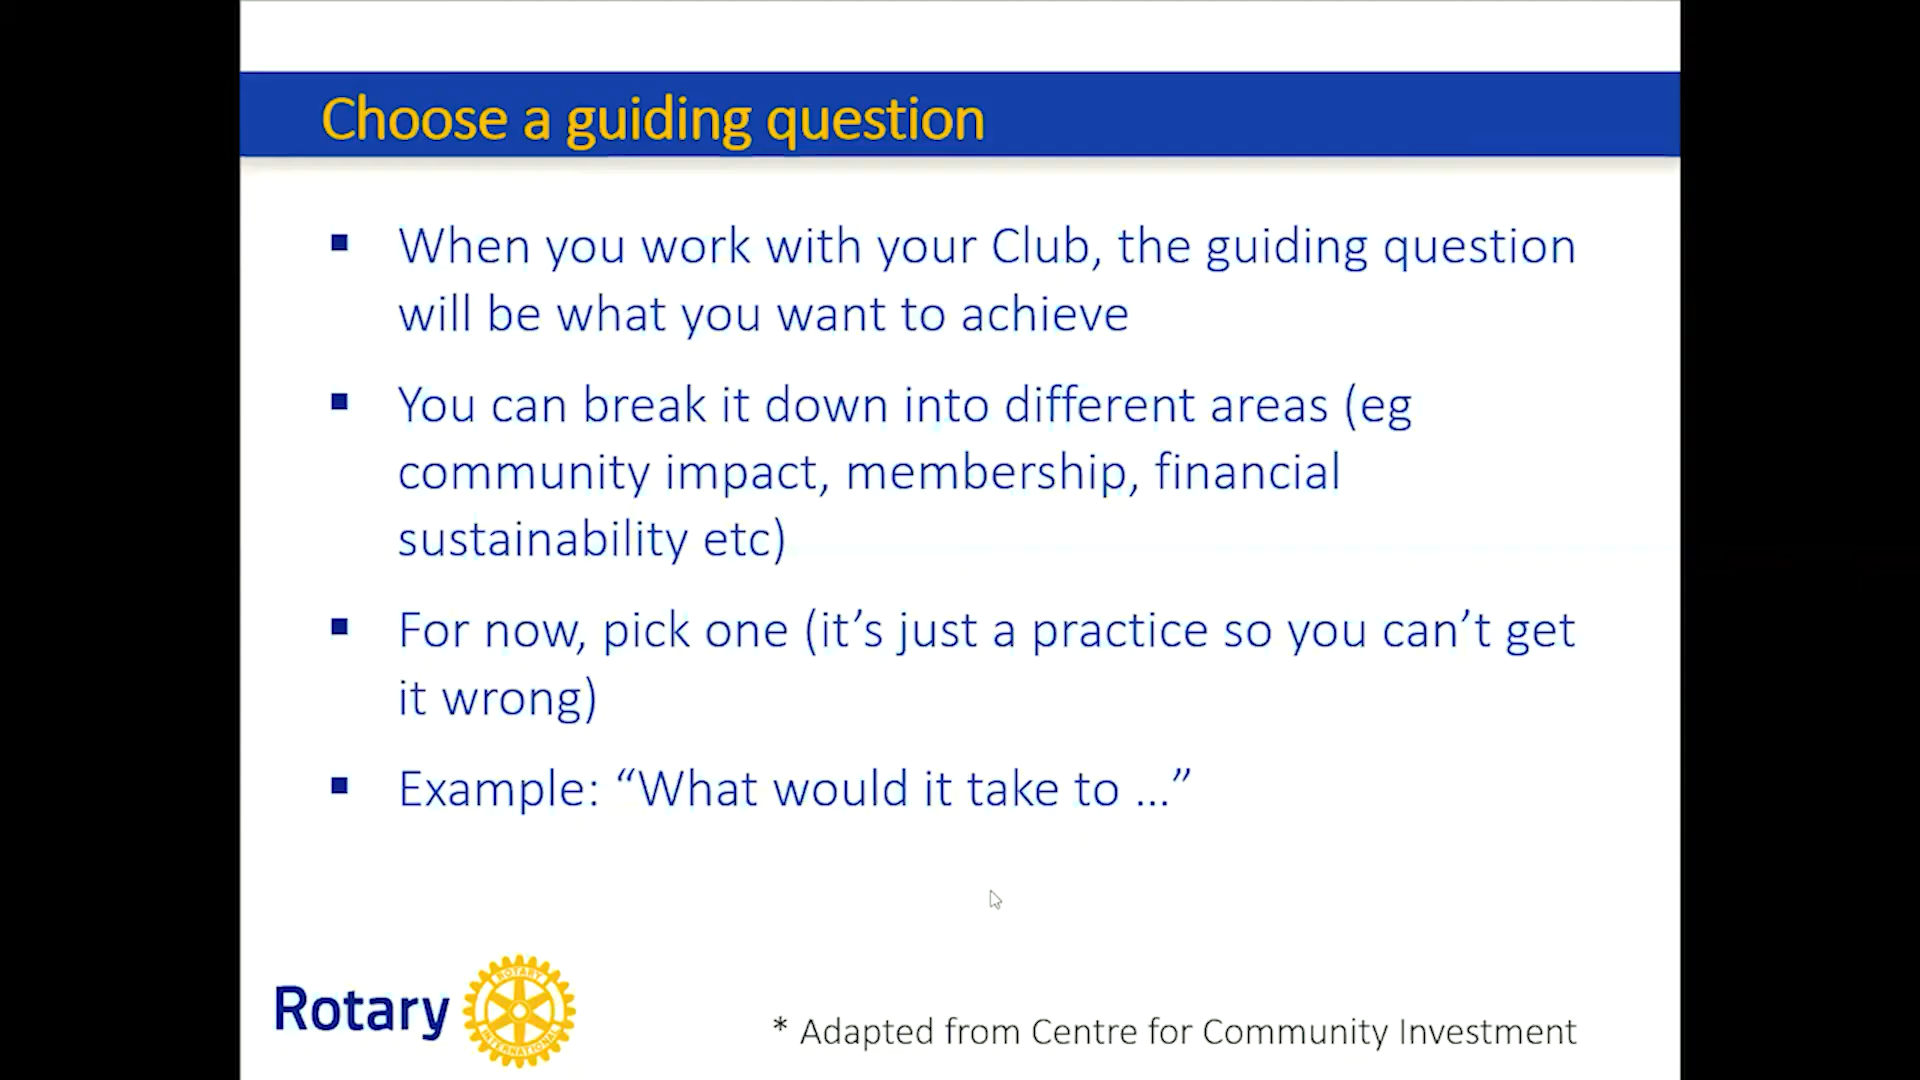 Choose a guiding question
▪ When you work with your Club, the guiding question
will be what you want to achieve
▪ You can break it down into different areas (eg
community impact, membership, financial
sustainability etc)
▪ For now, pick one (it’s just a practice so you can’t get
it wrong)
▪ Example: “What would it take to ...”
Rotary
ROTARY
INTERNATIONAL
* Adapted from Centre for Community Investment